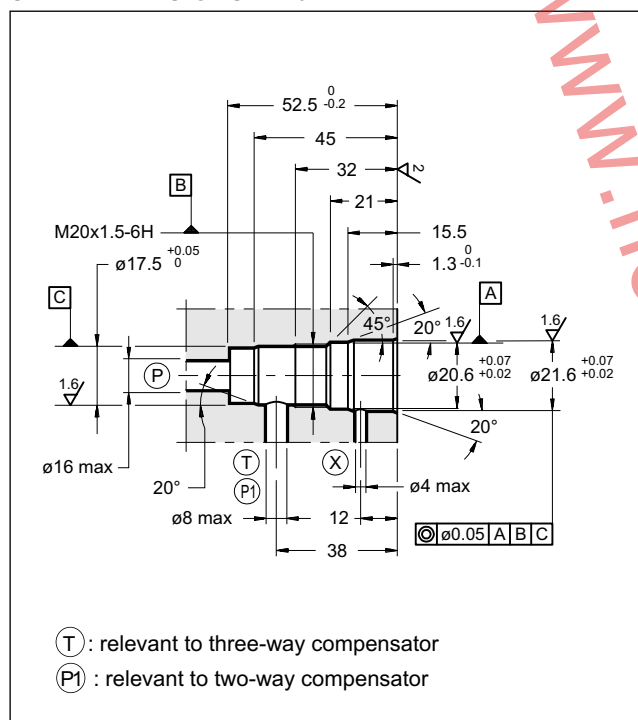 52.5 0 -0.2
45
32
2
21
B
M20x1.5-6H
15.5
ø17.5 +0.05 0
1.3 0 -0.1
C
A
45°
20°
1.6
1.6
20°
P
1.6
ø20.6 +0.07 +0.02
ø21.6 +0.07 +0.02
ø16 max
20°
T
X
20°
P1
ø4 max
ø8 max
12
38
ø0.05 A B C
T : relevant to three-way compensator
P1 : relevant to two-way compensator